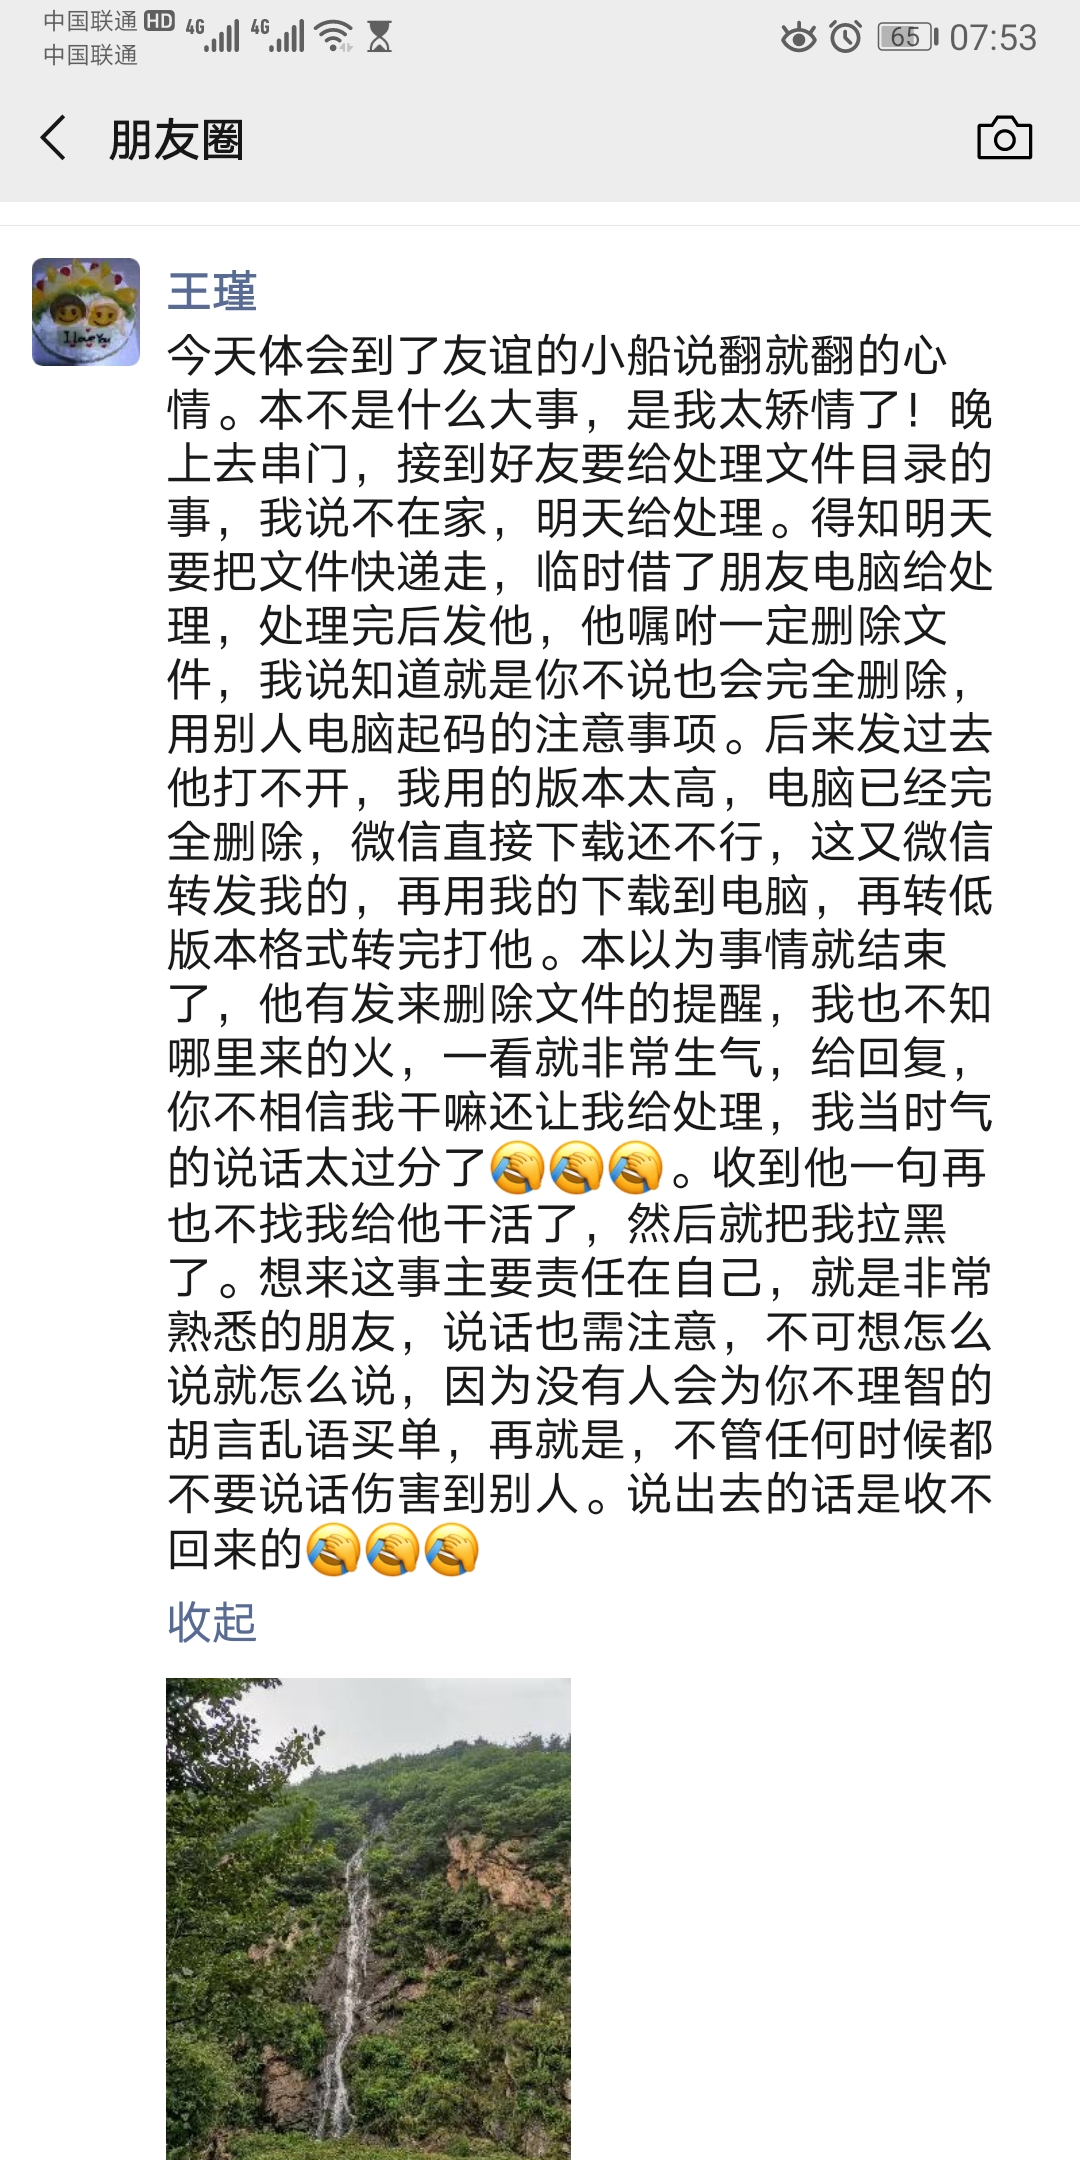 中国联通 HD 4G 4G 65 07:53
中国联通
朋友圈
王瑾
今天体会到了友谊的小船说翻就翻的心
情。本不是什么大事，是我太矫情了！晚
上去串门，接到好友要给处理文件目录的
事，我说不在家，明天给处理。得知明天
要把文件快递走，临时借了朋友电脑给处
理，处理完后发他，他嘱咐一定删除文
件，我说知道就是你不说也会完全删除，
用别人电脑起码的注意事项。后来发过去
他打不开，我用的版本太高，电脑已经完
全删除，微信直接下载还不行，这又微信
转发我的，再用我的下载到电脑，再转低
版本格式转完打他。本以为事情就结束
了，他有发来删除文件的提醒，我也不知
哪里来的火，一看就非常生气，给回复，
你不相信我干嘛还让我给处理，我当时气
的说话太过分了🤦🤦🤦。收到他一句再
也不找我给他干活了，然后就把我拉黑
了。想来这事主要责任在自己，就是非常
熟悉的朋友，说话也需注意，不可想怎么
说就怎么说，因为没有人会为你不理智的
胡言乱语买单，再就是，不管任何时候都
不要说话伤害到别人。说出去的话是收不
回来的🤦🤦🤦
收起
I love You